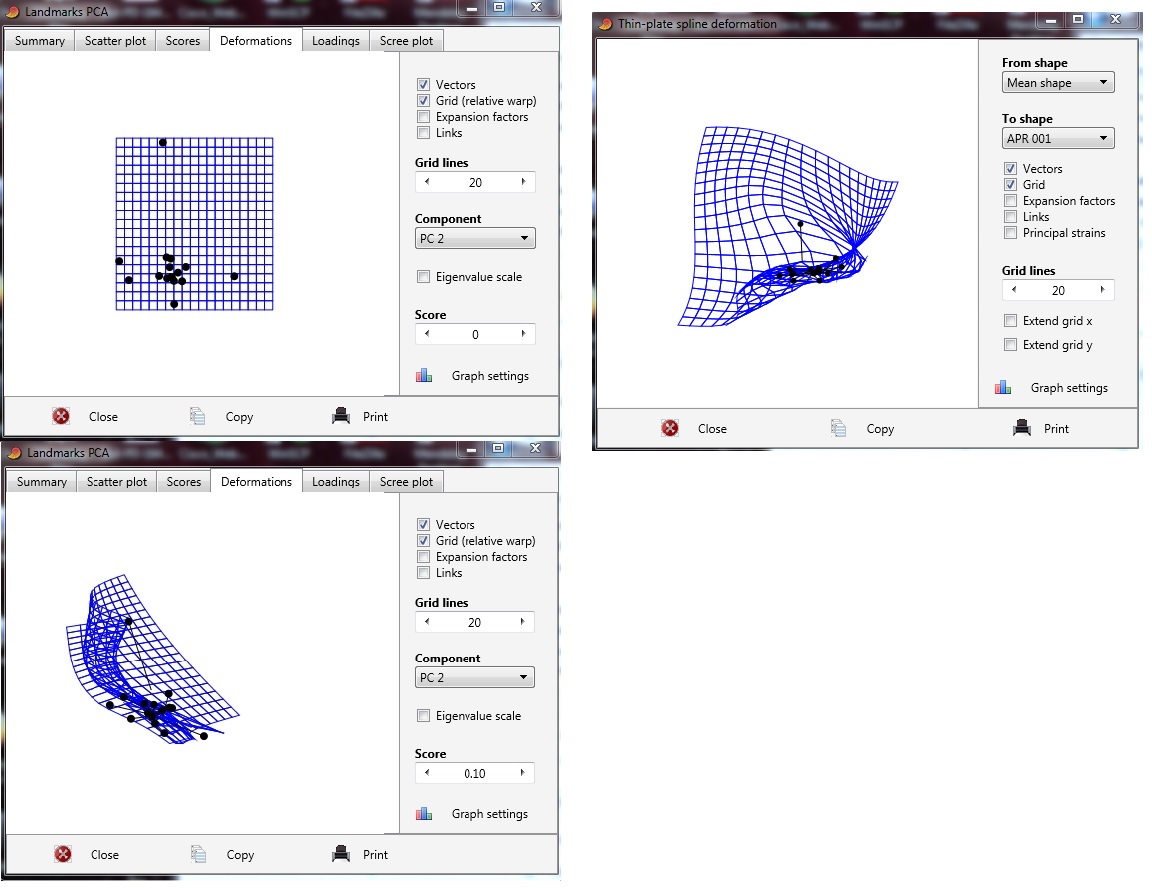 Landmarks PCA
Summary Scatter plot Scores Deformations Loadings Scree plot
Vectors
Grid (relative warp)
Expansion factors
Links
Grid lines
20
Component
PC 2
Eigenvalue scale
Score
0
Graph settings
Close Copy Print
Thin-plate spline deformation
From shape
Mean shape
To shape
APR 001
Vectors
Grid
Expansion factors
Links
Principal strains
Grid lines
20
Extend grid x
Extend grid y
Graph settings
Close Copy Print
Landmarks PCA
Summary Scatter plot Scores Deformations Loadings Scree plot
Vectors
Grid (relative warp)
Expansion factors
Links
Grid lines
20
Component
PC 2
Eigenvalue scale
Score
0.10
Graph settings
Close Copy Print